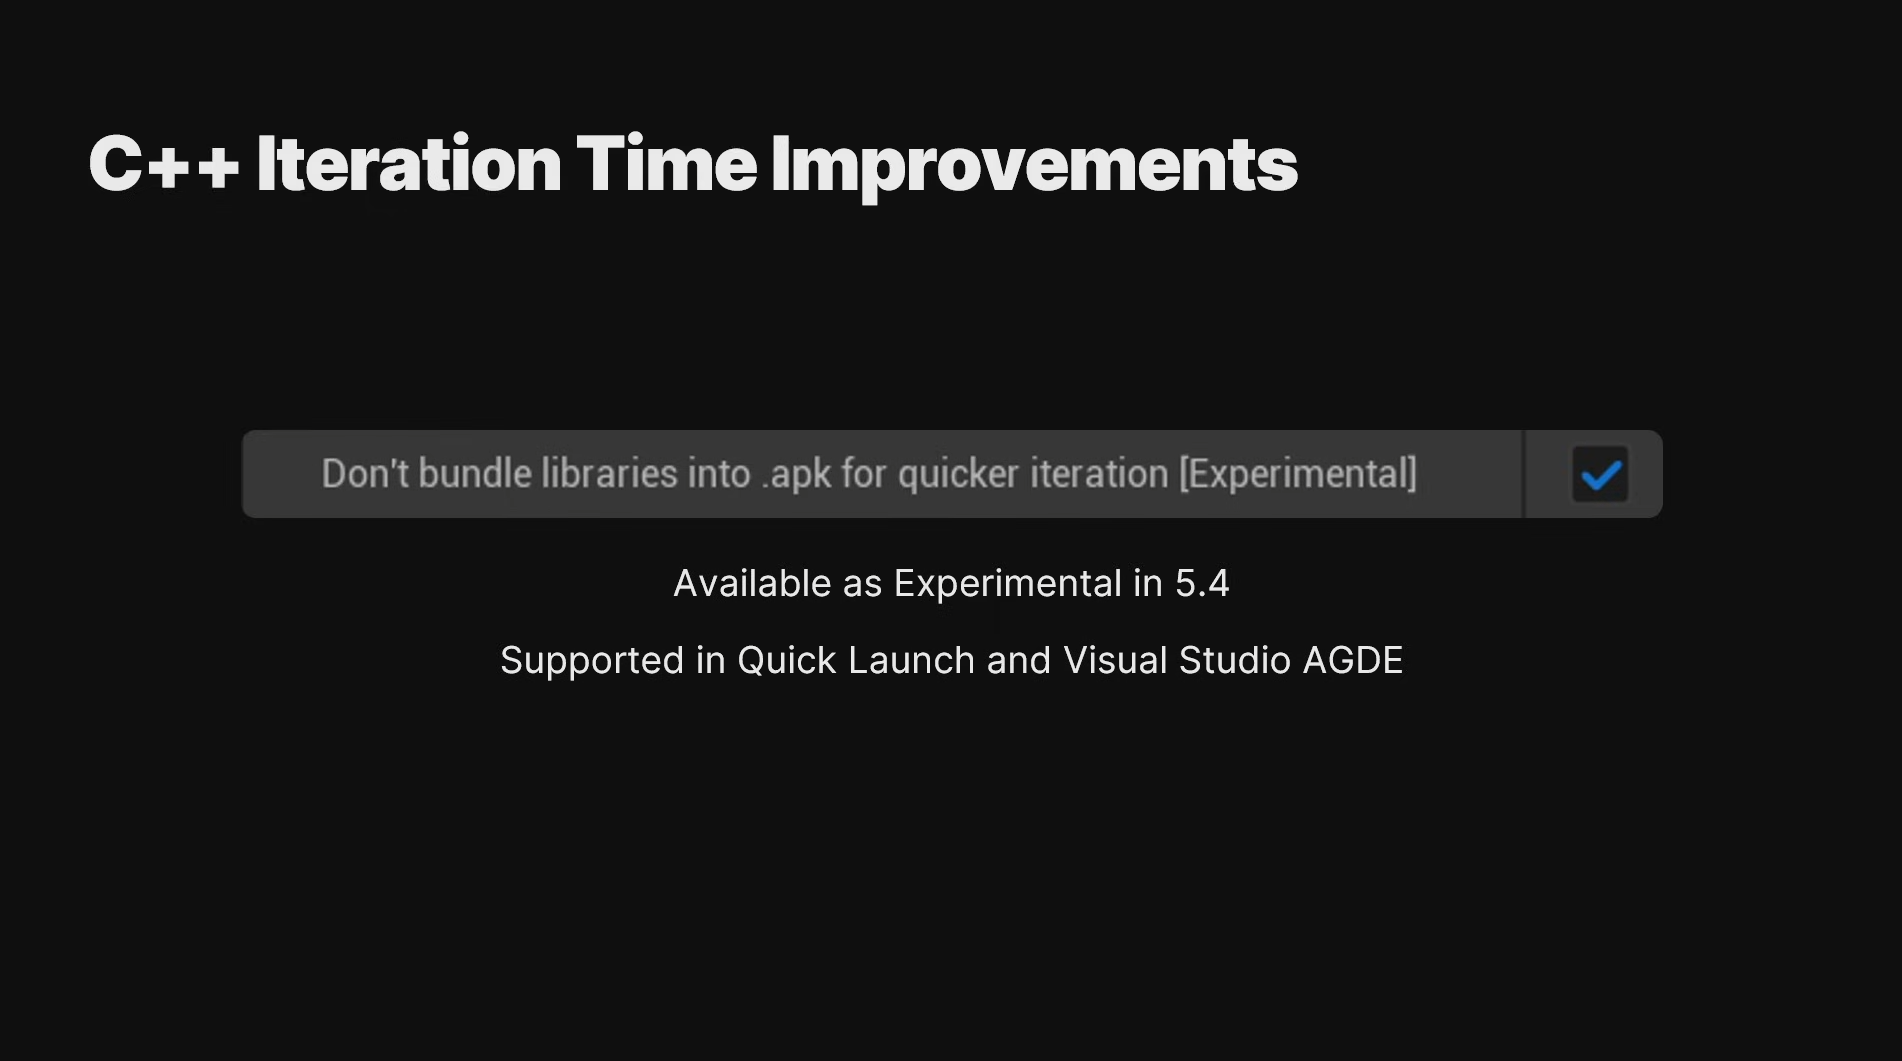 C++ Iteration Time Improvements
Don't bundle libraries into .apk for quicker iteration [Experimental]
Available as Experimental in 5.4
Supported in Quick Launch and Visual Studio AGDE